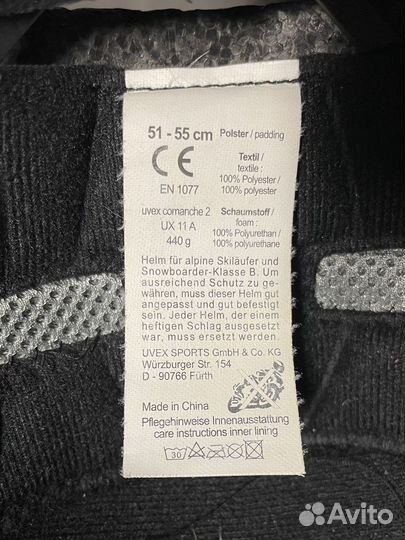 51 - 55 cm
Polster / padding
CE
EN 1077
Textil /
textile :
100% Polyester /
100% polyester
uvex comanche 2
UX 11 A
440 g
Schaumstoff /
foam :
100% Polyurethan /
100% polyurethane
Helm für alpine Skiläufer und
Snowboarder-Klasse B. Um
ausreichend Schutz zu ge-
währen, muss dieser Helm gut
angepasst und gut befestigt
sein. Jeder Helm, der einem
heftigen Schlag ausgesetzt
war, muss ersetzt werden.
UVEX SPORTS GmbH & Co. KG
Würzburger Str. 154
D - 90766 Fürth
Made in China
Pflegehinweise Innenausstattung
care instructions inner lining
30
Avito